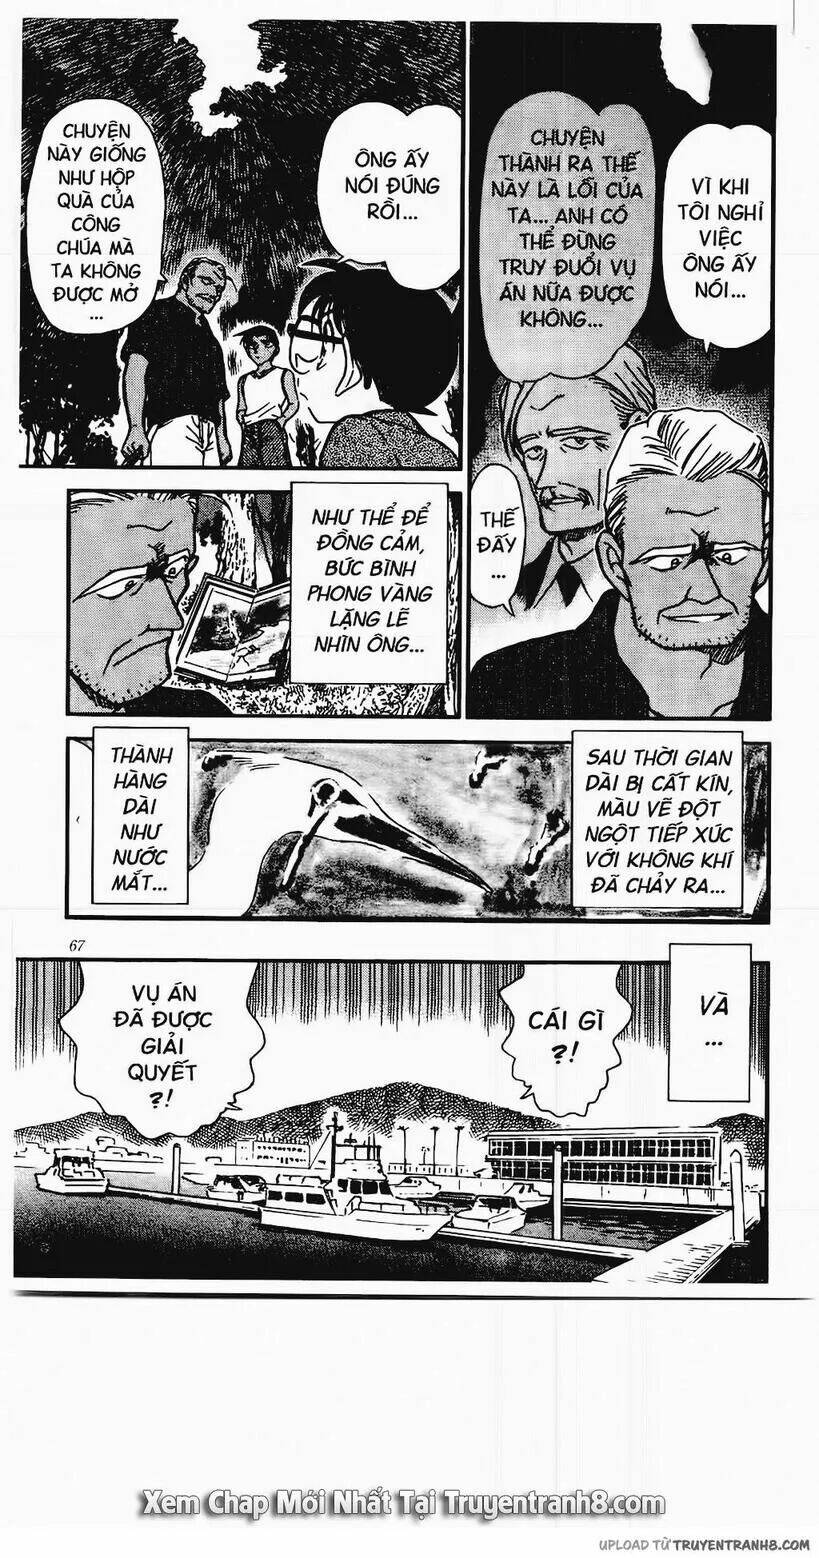 VÌ KHI
TÔI NGHỈ
VIỆC
ÔNG ẤY
NÓI...
CHUYỆN
THÀNH RA THẾ
NÀY LÀ LỖI CỦA
TA... ANH CÓ
THỂ ĐỪNG
TRUY ĐUỔI VỤ
ÁN NỮA ĐƯỢC
KHÔNG...
THẾ
ĐẤY
...
ÔNG ẤY
NÓI ĐÚNG
RỒI...
CHUYỆN
NÀY GIỐNG
NHƯ HỘP
QUÀ CỦA
CÔNG
CHÚA MÀ
TA KHÔNG
ĐƯỢC MỞ
...
NHƯ THỂ ĐỂ
ĐỒNG CẢM,
BỨC BÌNH
PHONG VÀNG
LẶNG LẼ
NHÌN ÔNG...
SAU THỜI GIAN
DÀI BỊ CẤT KÍN,
MÀU VẼ ĐỘT
NGỘT TIẾP XÚC
VỚI KHÔNG KHÍ
ĐÃ CHẢY RA...
THÀNH
HÀNG
DÀI
NHƯ
NƯỚC
MẮT...
67
VÀ
...
CÁI GÌ
?!
VỤ ÁN
ĐÃ ĐƯỢC
GIẢI
QUYẾT
?!
Xem Chap Mới Nhất Tại Truyentranh8.com
UPLOAD TỪ TRUYENTRANH8.COM